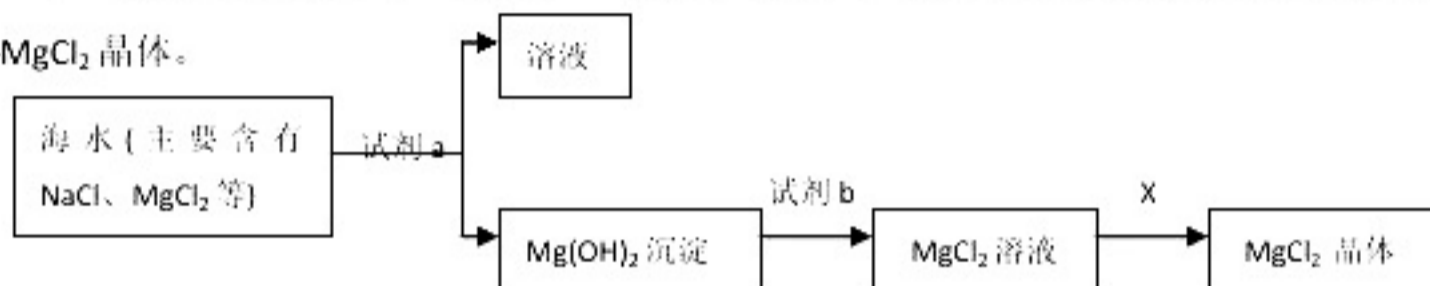 MgCl₂ 晶体。
溶液
海水(主要含有
NaCl、MgCl₂ 等)
试剂 a
试剂 b
X
Mg(OH)₂ 沉淀
MgCl₂ 溶液
MgCl₂ 晶体